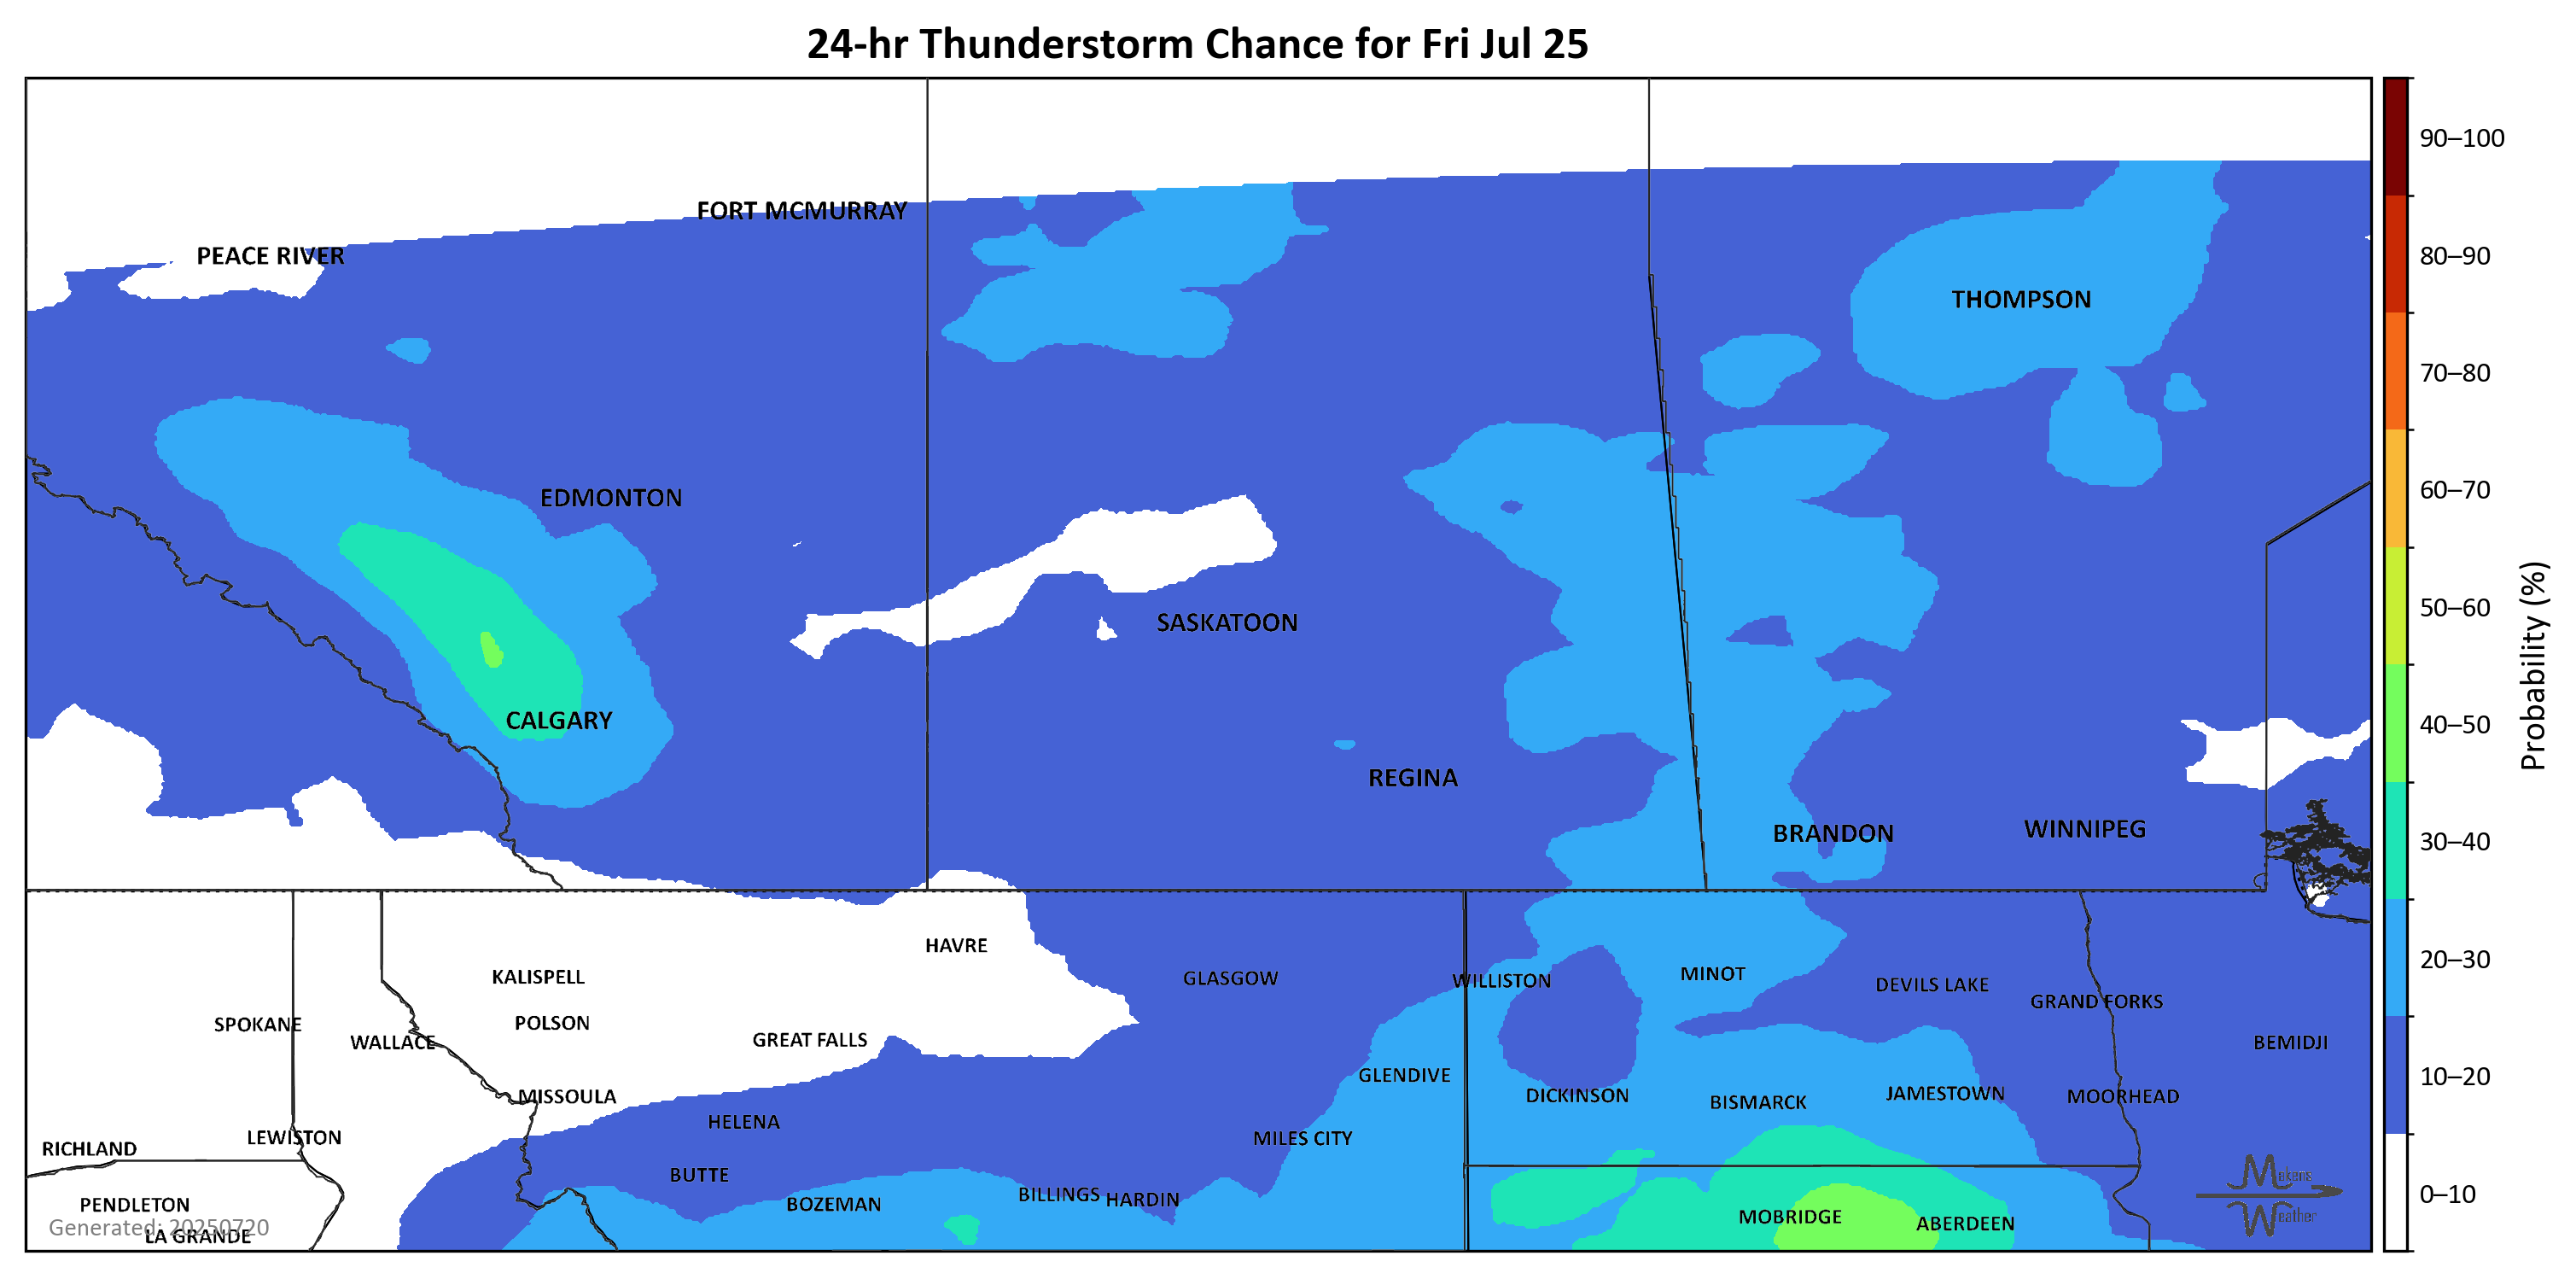 24-hr Thunderstorm Chance for Fri Jul 25
90–100
FORT MCMURRAY
PEACE RIVER
80–90
THOMPSON
70–80
60–70
EDMONTON
50–60
SASKATOON
CALGARY
40–50
Probability (%)
REGINA
BRANDON
WINNIPEG
30–40
HAVRE
20–30
KALISPELL
GLASGOW
WILLISTON
MINOT
DEVILS LAKE
GRAND FORKS
SPOKANE
POLSON
WALLACE
GREAT FALLS
BEMIDJI
GLENDIVE
10–20
MISSOULA
DICKINSON
BISMARCK
JAMESTOWN
MOORHEAD
HELENA
LEWISTON
MILES CITY
RICHLAND
BUTTE
Makens
Weather
0–10
PENDLETON
BOZEMAN
BILLINGS
HARDIN
MOBRIDGE
ABERDEEN
Generated: 20250720
LA GRANDE